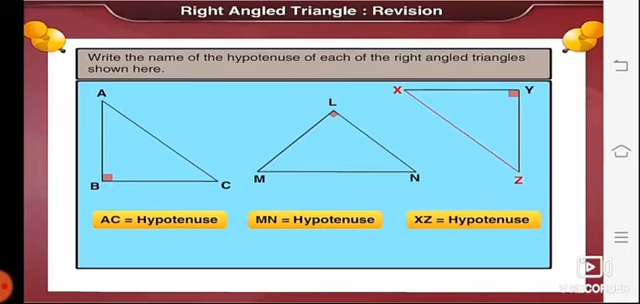 Right Angled Triangle : Revision
Write the name of the hypotenuse of each of the right angled triangles
shown here.
A
B
C
L
M
N
X
Y
Z
AC = Hypotenuse
MN = Hypotenuse
XZ = Hypotenuse